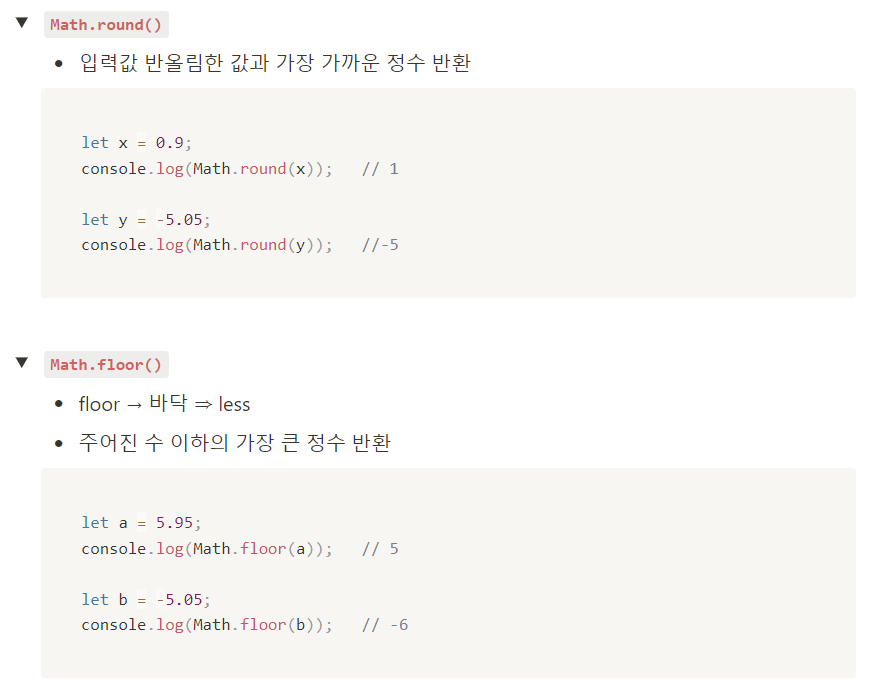 Math.round()
입력값 반올림한 값과 가장 가까운 정수 반환
let x = 0.9;
console.log(Math.round(x));   // 1
let y = -5.05;
console.log(Math.round(y));   //-5
Math.floor()
floor → 바닥 ⇒ less
주어진 수 이하의 가장 큰 정수 반환
let a = 5.95;
console.log(Math.floor(a));   // 5
let b = -5.05;
console.log(Math.floor(b));   // -6